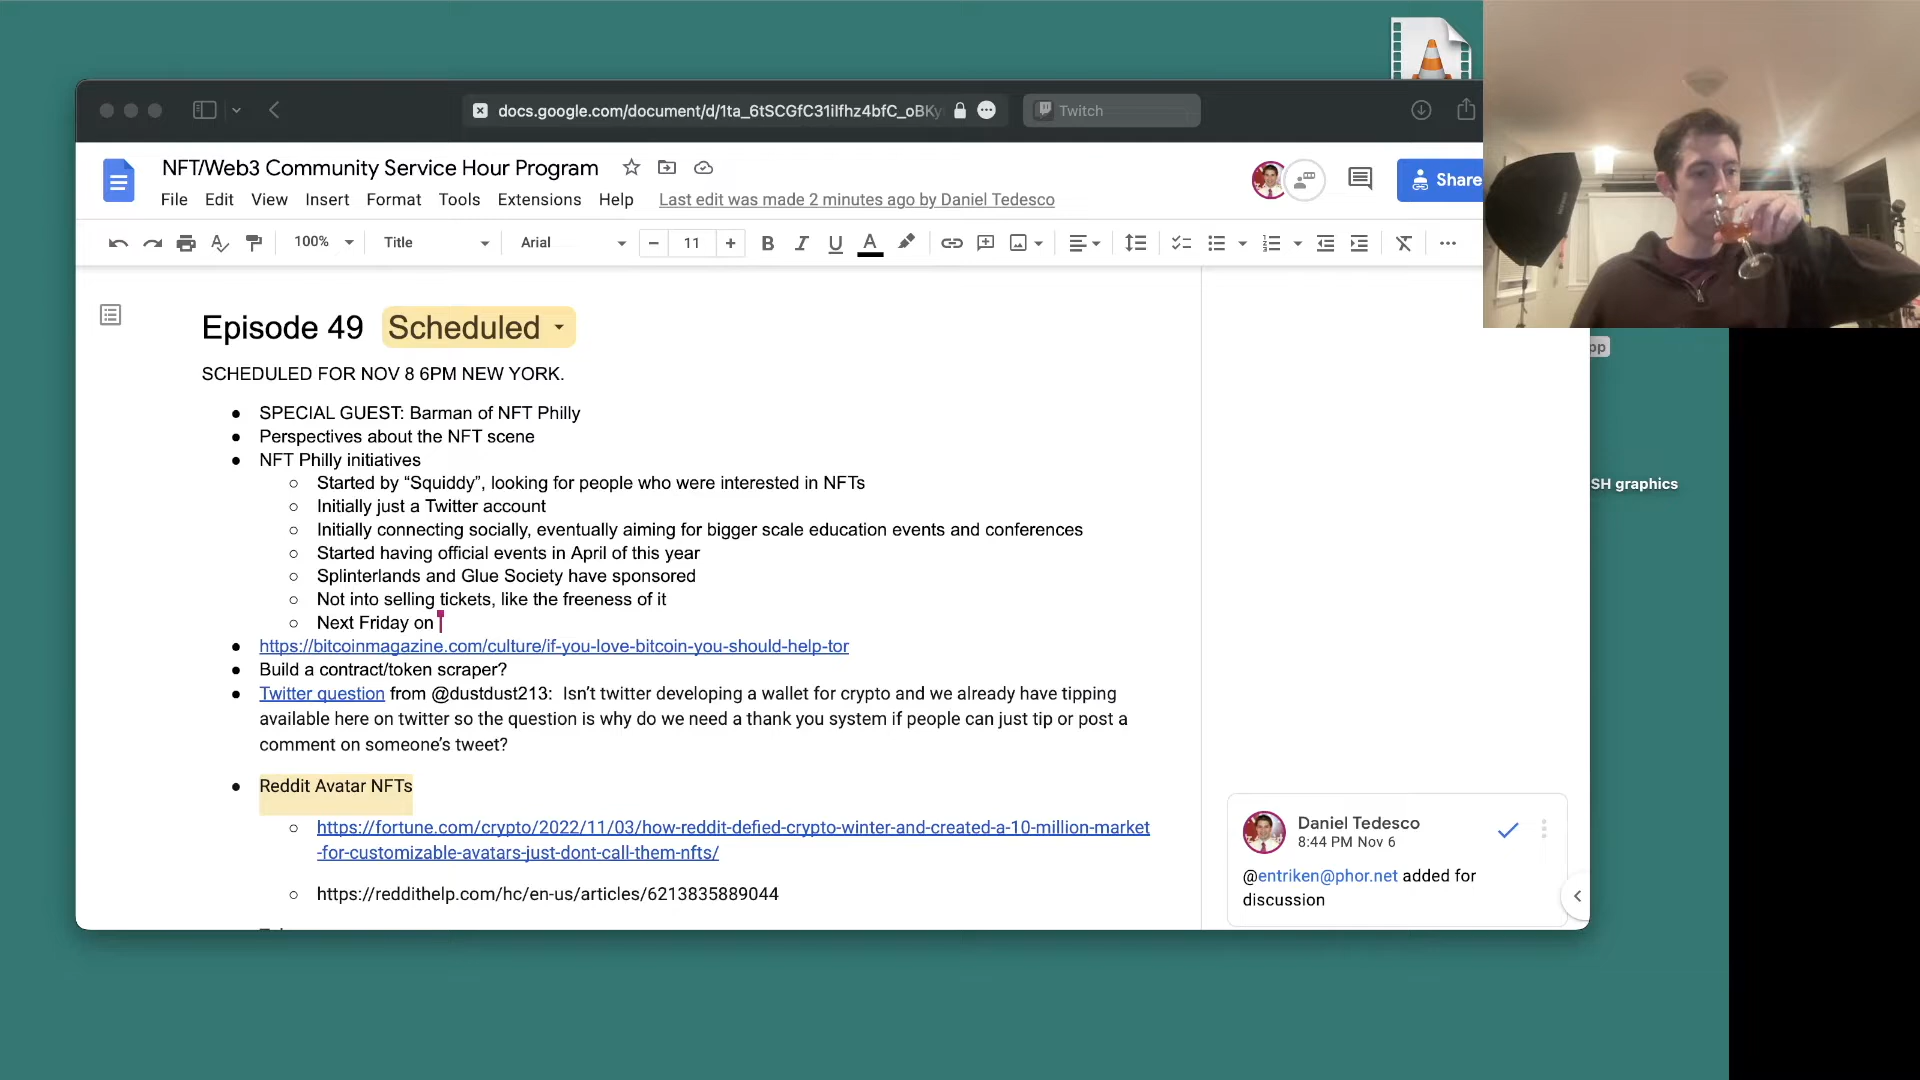 docs.google.com/document/d/1ta_6tSCGfC31iIfhz4bfC_oBKy
Twitch
NFT/Web3 Community Service Hour Program
Share
File Edit View Insert Format Tools Extensions Help Last edit was made 2 minutes ago by Daniel Tedesco
100% Title Arial 11
Episode 49 Scheduled
SCHEDULED FOR NOV 8 6PM NEW YORK.
SPECIAL GUEST: Barman of NFT Philly
Perspectives about the NFT scene
NFT Philly initiatives
Started by “Squiddy”, looking for people who were interested in NFTs
Initially just a Twitter account
Initially connecting socially, eventually aiming for bigger scale education events and conferences
Started having official events in April of this year
Splinterlands and Glue Society have sponsored
Not into selling tickets, like the freeness of it
Next Friday on
https://bitcoinmagazine.com/culture/if-you-love-bitcoin-you-should-help-tor
Build a contract/token scraper?
Twitter question from @dustdust213: Isn’t twitter developing a wallet for crypto and we already have tipping
available here on twitter so the question is why do we need a thank you system if people can just tip or post a
comment on someone’s tweet?
Reddit Avatar NFTs
https://fortune.com/crypto/2022/11/03/how-reddit-defied-crypto-winter-and-created-a-10-million-market
-for-customizable-avatars-just-dont-call-them-nfts/
https://reddithelp.com/hc/en-us/articles/6213835889044
Daniel Tedesco
8:44 PM Nov 6
@entriken@phor.net added for
discussion
pp
SH graphics